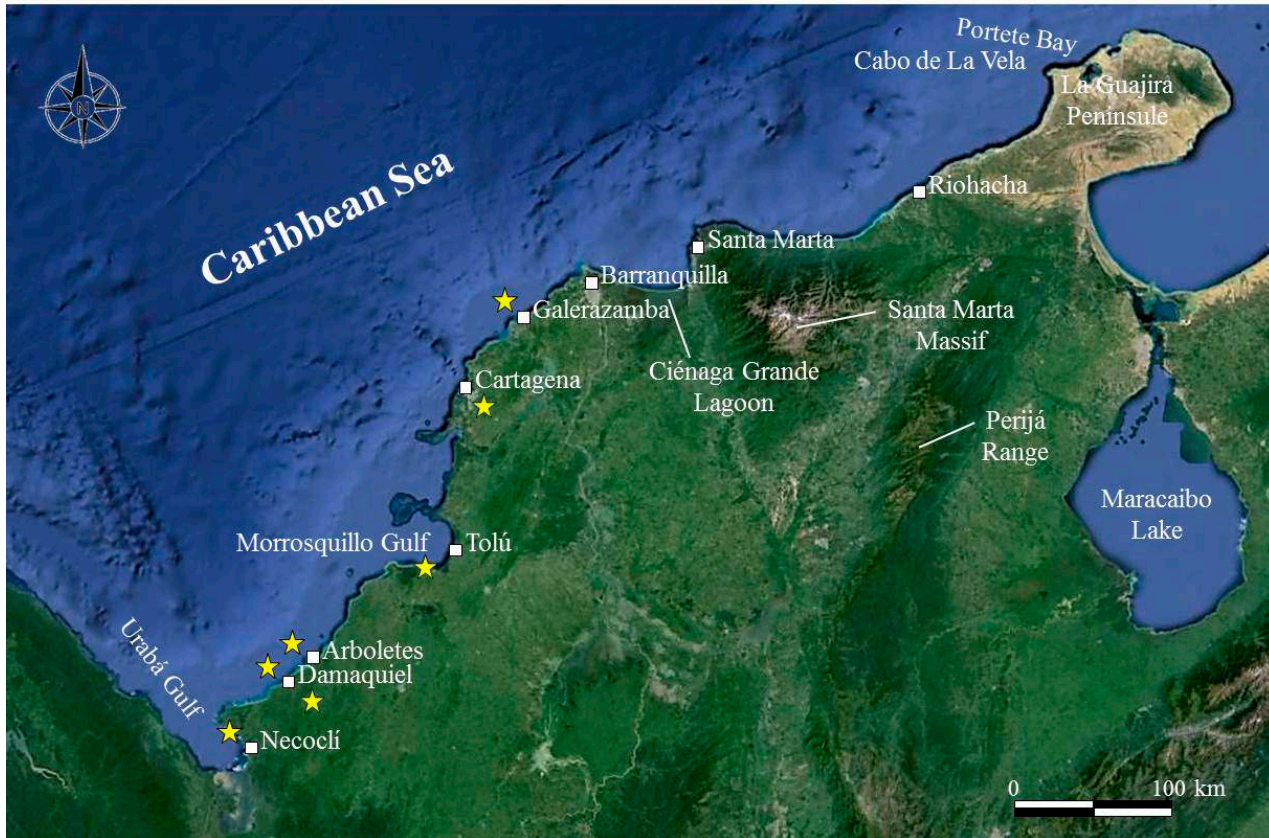 Portete Bay
Cabo de La Vela
La Guajira
Peninsule
N
Caribbean Sea
Riohacha
Santa Marta
Barranquilla
Galerazamba
Santa Marta
Massif
Ciénaga Grande
Lagoon
Cartagena
Perijá
Range
Maracaibo
Lake
Morrosquillo Gulf
Tolú
Urabá Gulf
Arboletes
Damaquiel
Necoclí
0
100 km